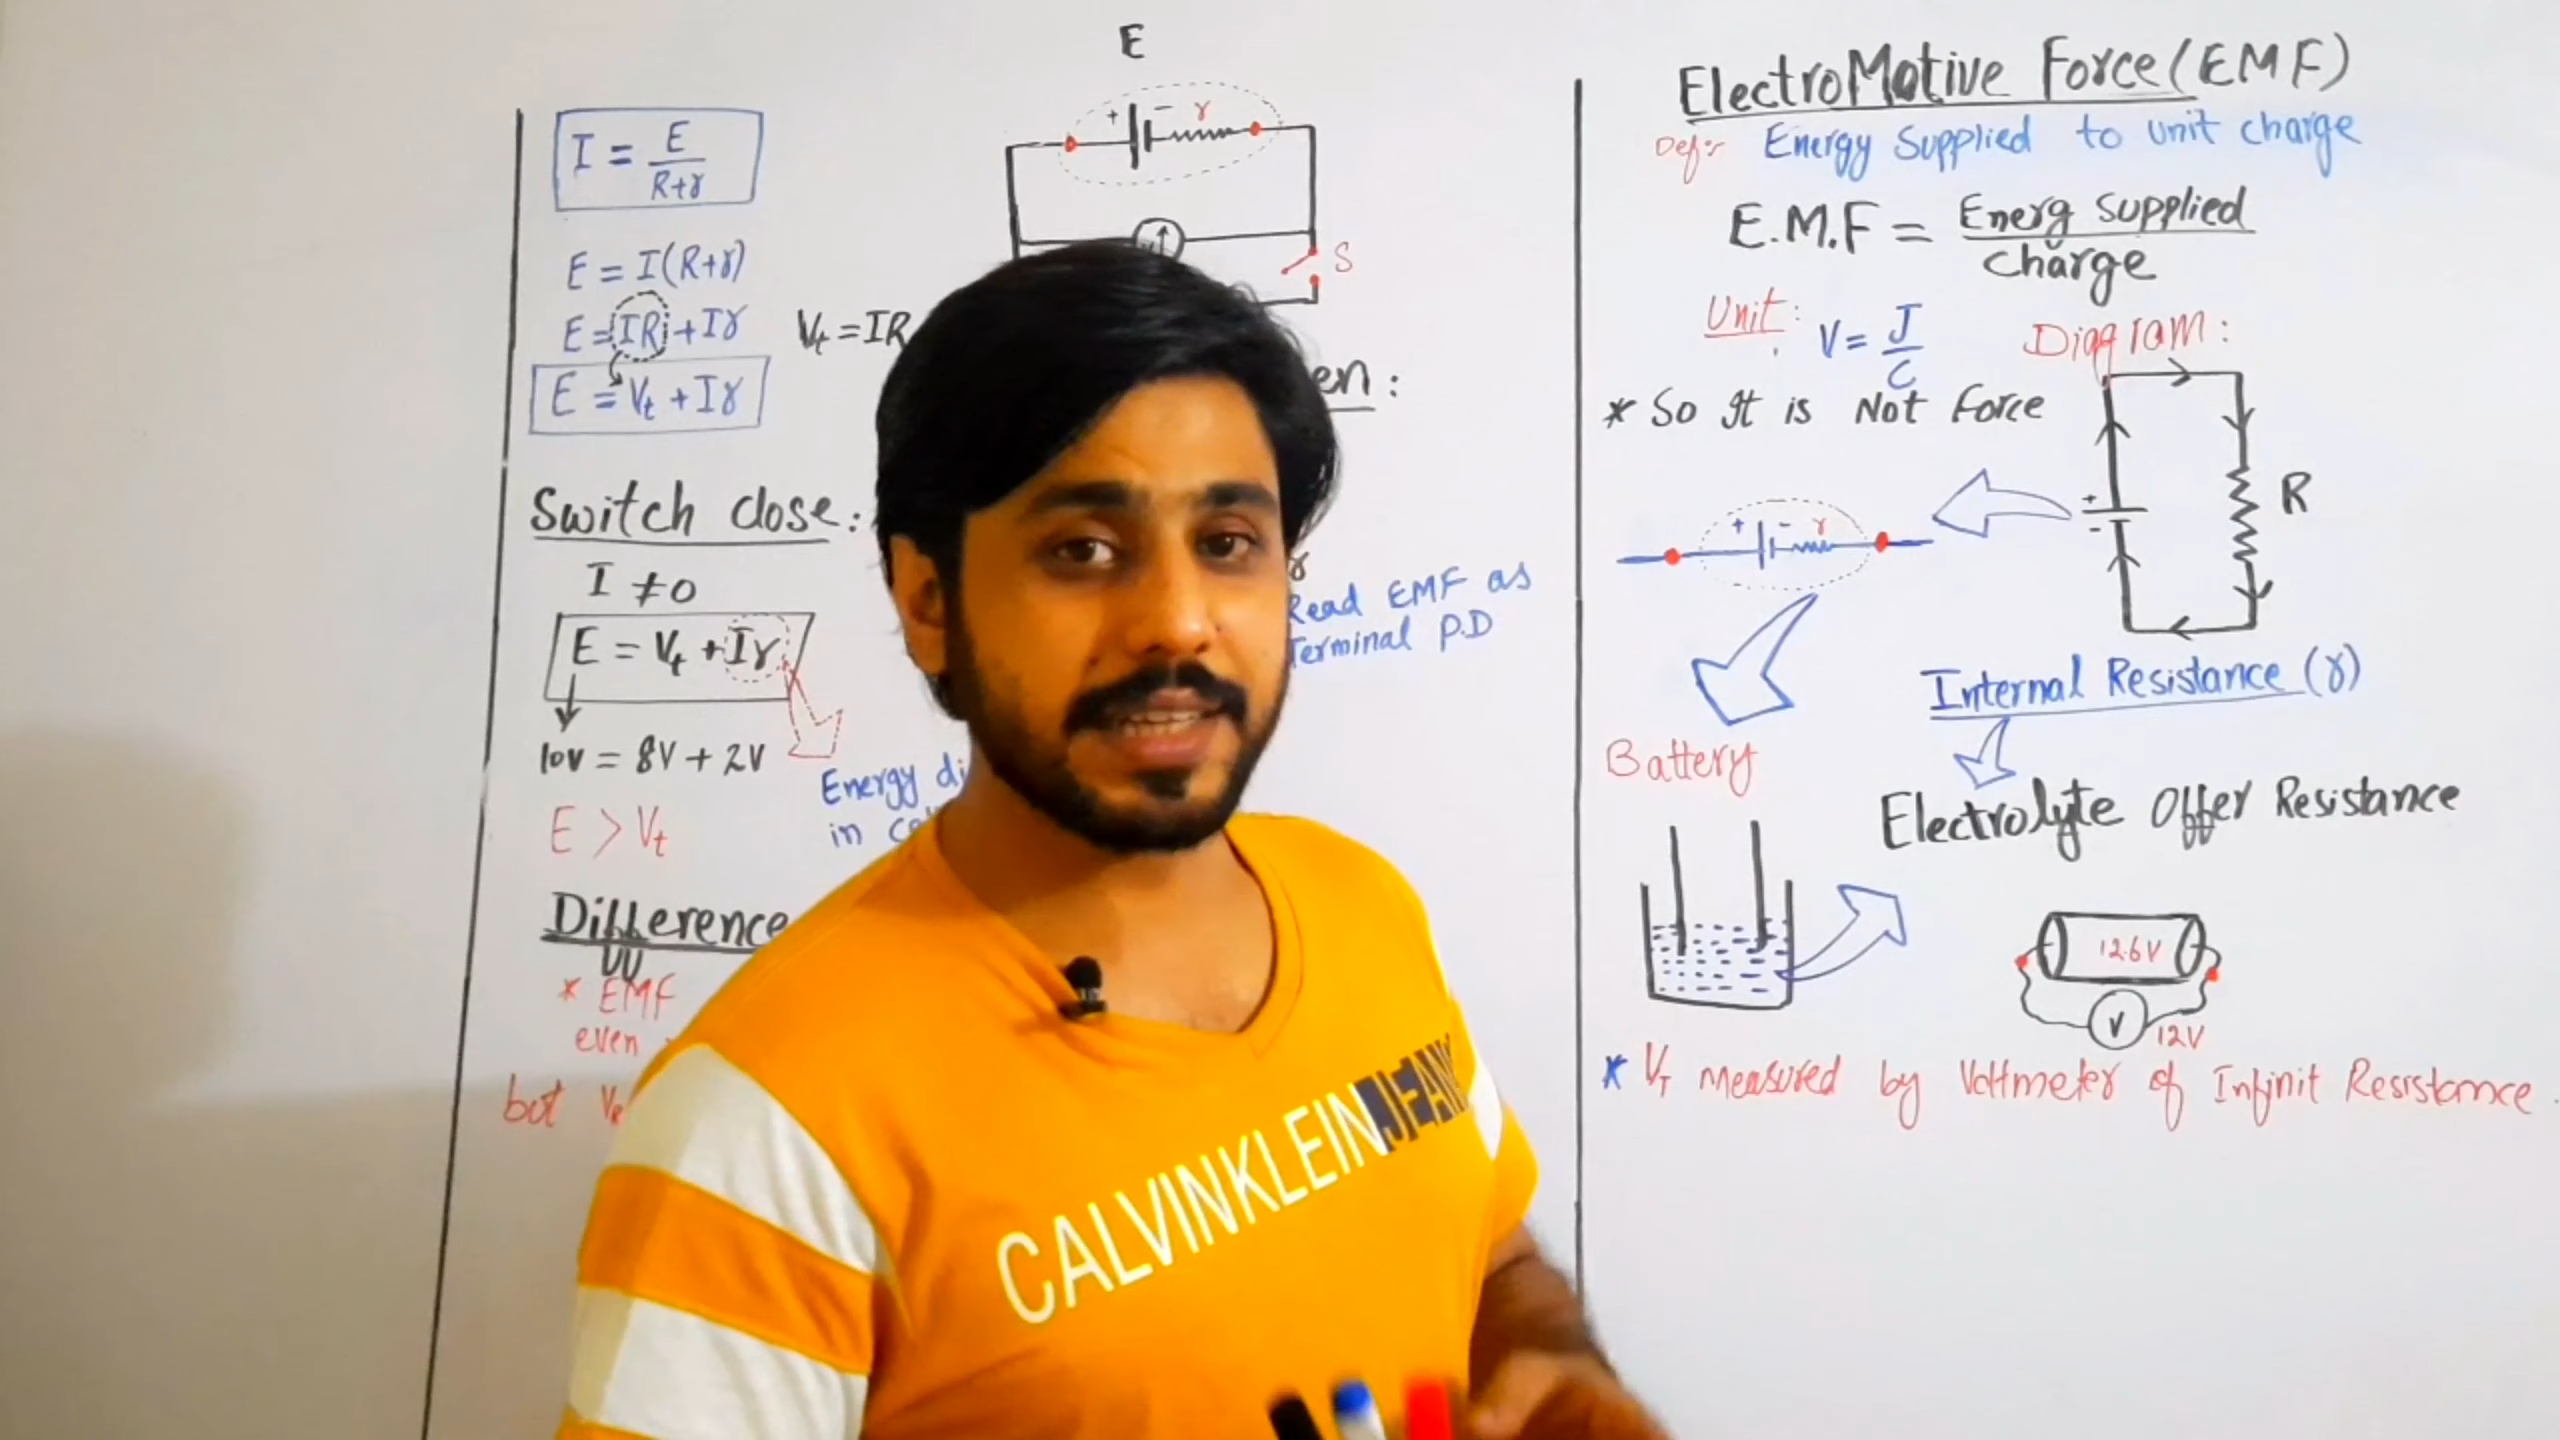 E
+ - r
I = E
R+r
E = I(R+r)
E = IR + Ir
Vt = IR
E = Vt + Ir
S
en:
Switch close:
I ≠ 0
E = Vt + Ir
10V = 8V + 2V
E > Vt
Energy di
in
r
Read EMF as
Terminal P.D
Difference
* EMF
even
but
CALVINKLEINJEANS
ElectroMotive Force (EMF)
Def:- Energy Supplied to Unit Charge
E.M.F = Energ Supplied
Charge
Unit: V = J
C
Diagram:
* So It is Not Force
+
-
R
+ - r
Internal Resistance (r)
Battery
Electrolyte Offer Resistance
12.6V
V
12V
* VT measured by Voltmeter of Infinit Resistance.